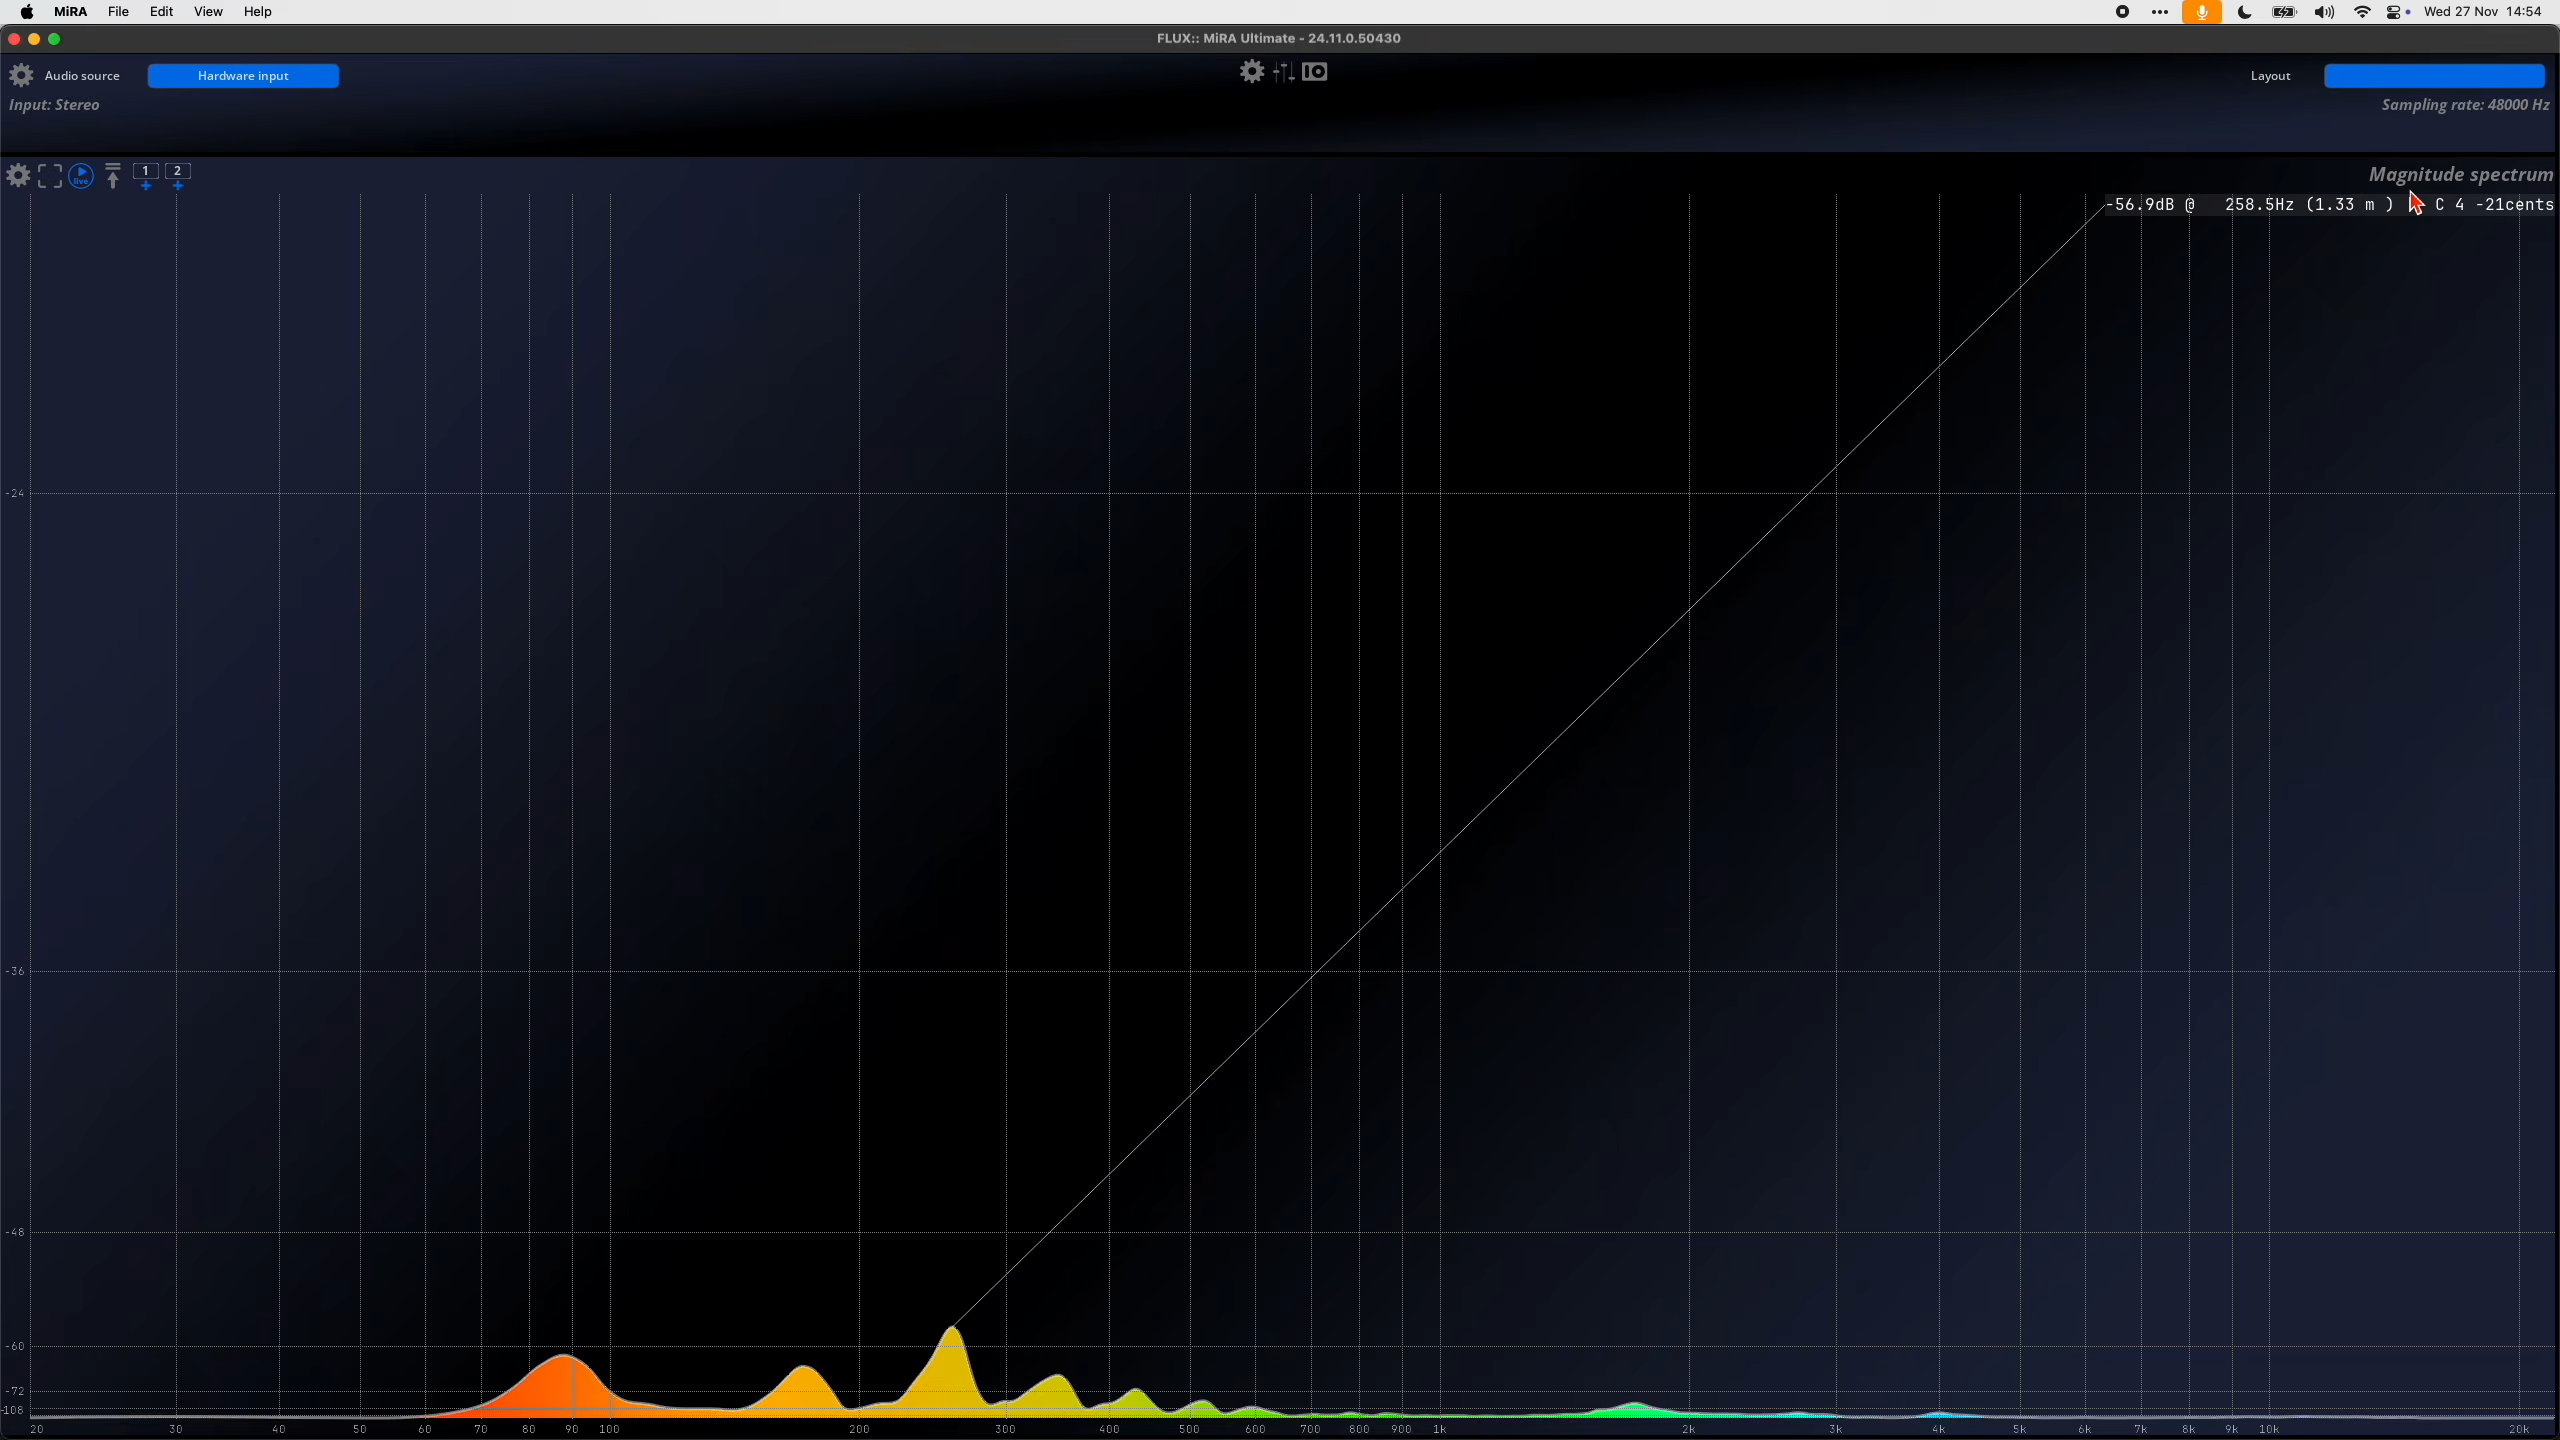 MiRA File Edit View Help Wed 27 Nov 14:54
FLUX:: MiRA Ultimate - 24.11.0.50430
Audio source Hardware input Layout
Input: Stereo Sampling rate: 48000 Hz
live 1 2 Magnitude spectrum
-56.9dB @ 258.5Hz (1.33 m ) C 4 -21cents
-24
-36
-48
-60
-72
-108
20 30 40 50 60 70 80 90 100 200 300 400 500 600 700 800 900 1k 2k 3k 4k 5k 6k 7k 8k 9k 10k 20k